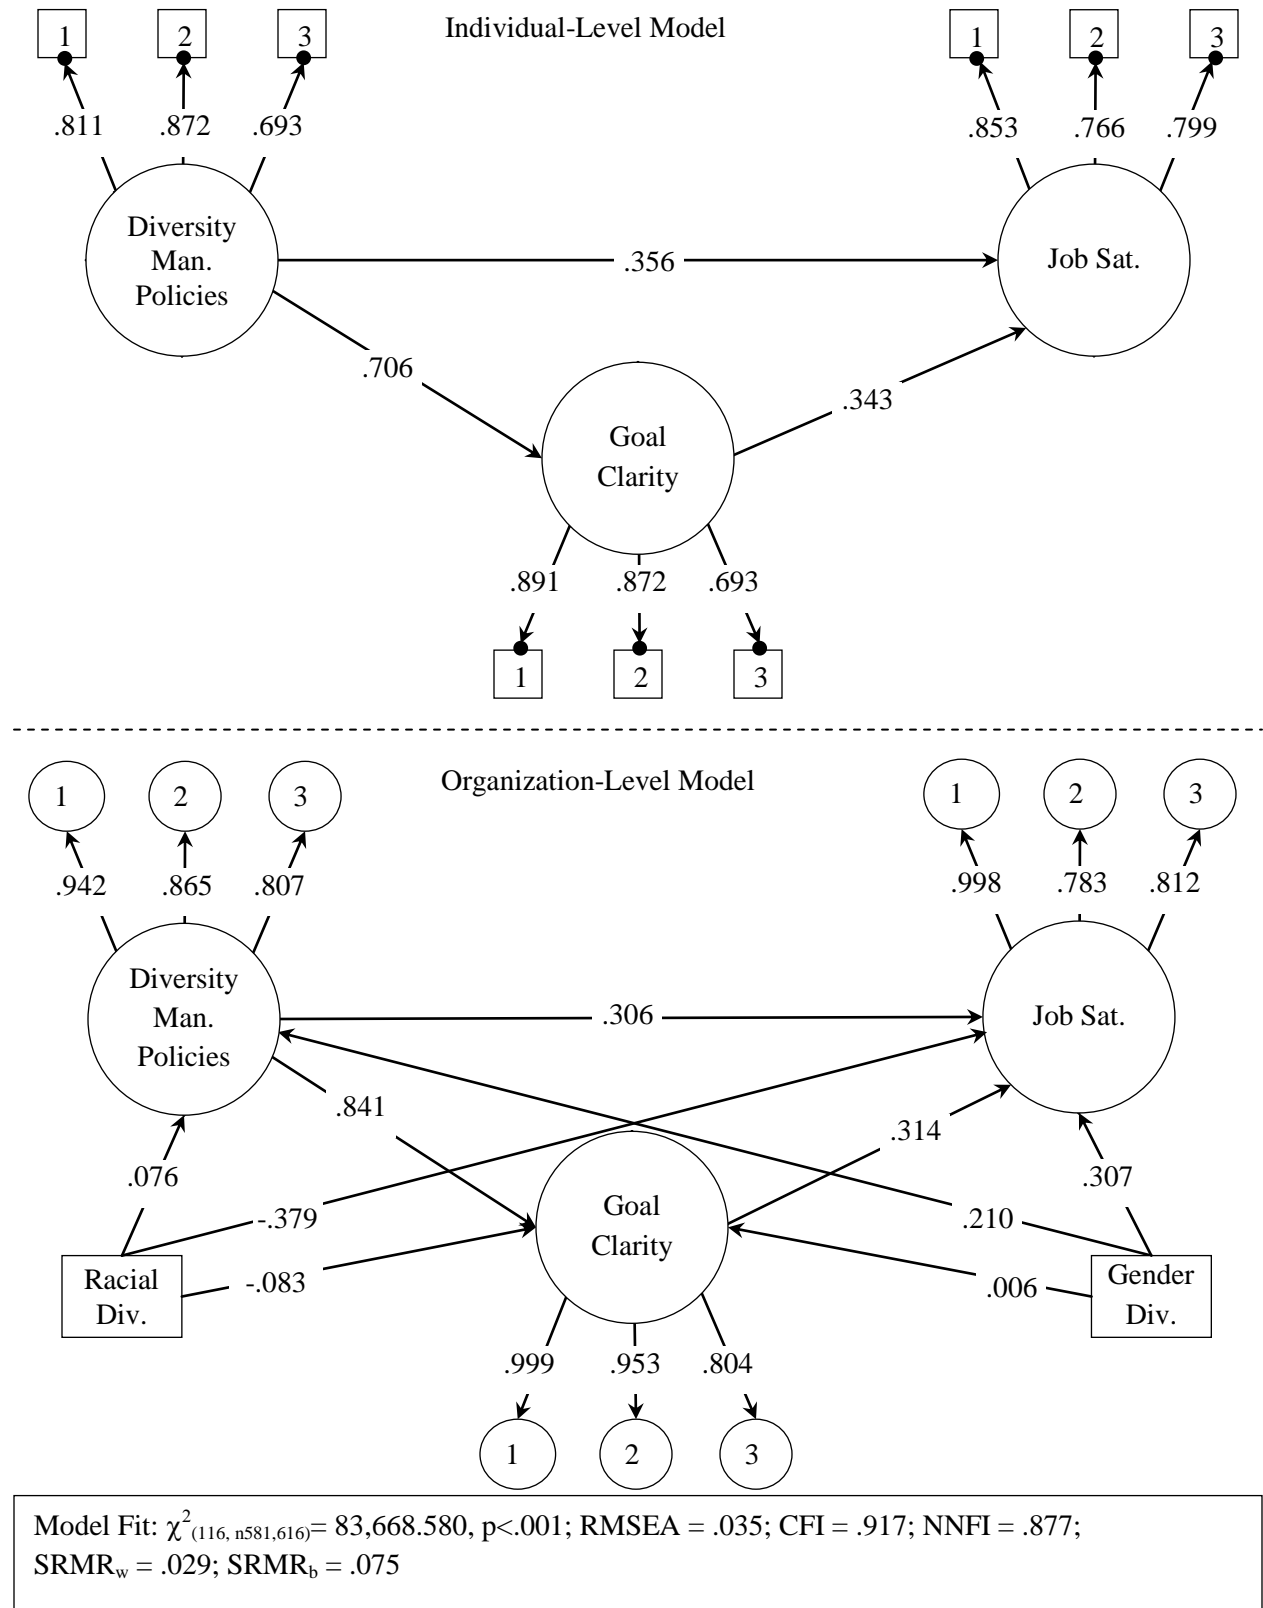 1
2
3
Individual-Level Model
1
2
3
.811
.872
.693
.853
.766
.799
Diversity
Man.
Policies
.356
Job Sat.
.706
.343
Goal
Clarity
.891
.872
.693
1
2
3
Organization-Level Model
1
2
3
1
2
3
.942
.865
.807
.998
.783
.812
Diversity
Man.
Policies
.306
Job Sat.
.841
.314
.076
.307
-.379
Goal
Clarity
.210
-.083
.006
Racial
Div.
Gender
Div.
.999
.953
.804
1
2
3
Model Fit: χ²(116, n581,616)= 83,668.580, p<.001; RMSEA = .035; CFI = .917; NNFI = .877;
SRMRw = .029; SRMRb = .075